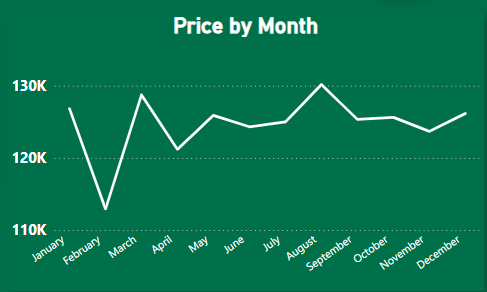 Price by Month
130K
120K
110K
January
February
March
April
May
June
July
August
September
October
November
December